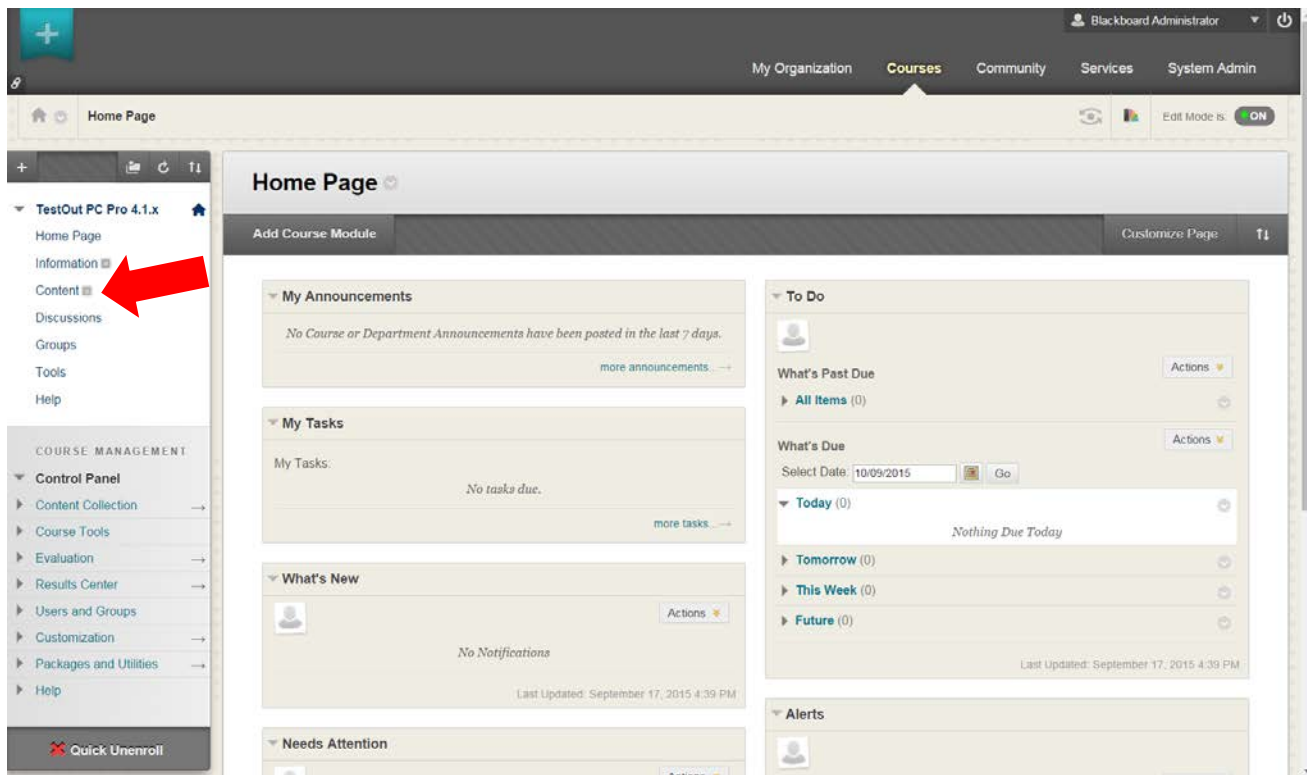 Blackboard Administrator
My Organization Courses Community Services System Admin
Home Page
Edit Mode is: ON
TestOut PC Pro 4.1.x
Home Page
Information
Content
Discussions
Groups
Tools
Help
COURSE MANAGEMENT
Control Panel
Content Collection
Course Tools
Evaluation
Results Center
Users and Groups
Customization
Packages and Utilities
Help
Quick Unenroll
Home Page
Add Course Module
Customize Page
My Announcements
No Course or Department Announcements have been posted in the last 7 days.
more announcements...→
My Tasks
My Tasks:
No tasks due.
more tasks...→
What's New
Actions
No Notifications
Last Updated: September 17, 2015 4:39 PM
Needs Attention
Actions
To Do
What's Past Due
Actions
All Items (0)
What's Due
Actions
Select Date: 10/09/2015 Go
Today (0)
Nothing Due Today
Tomorrow (0)
This Week (0)
Future (0)
Last Updated: September 17, 2015 4:39 PM
Alerts